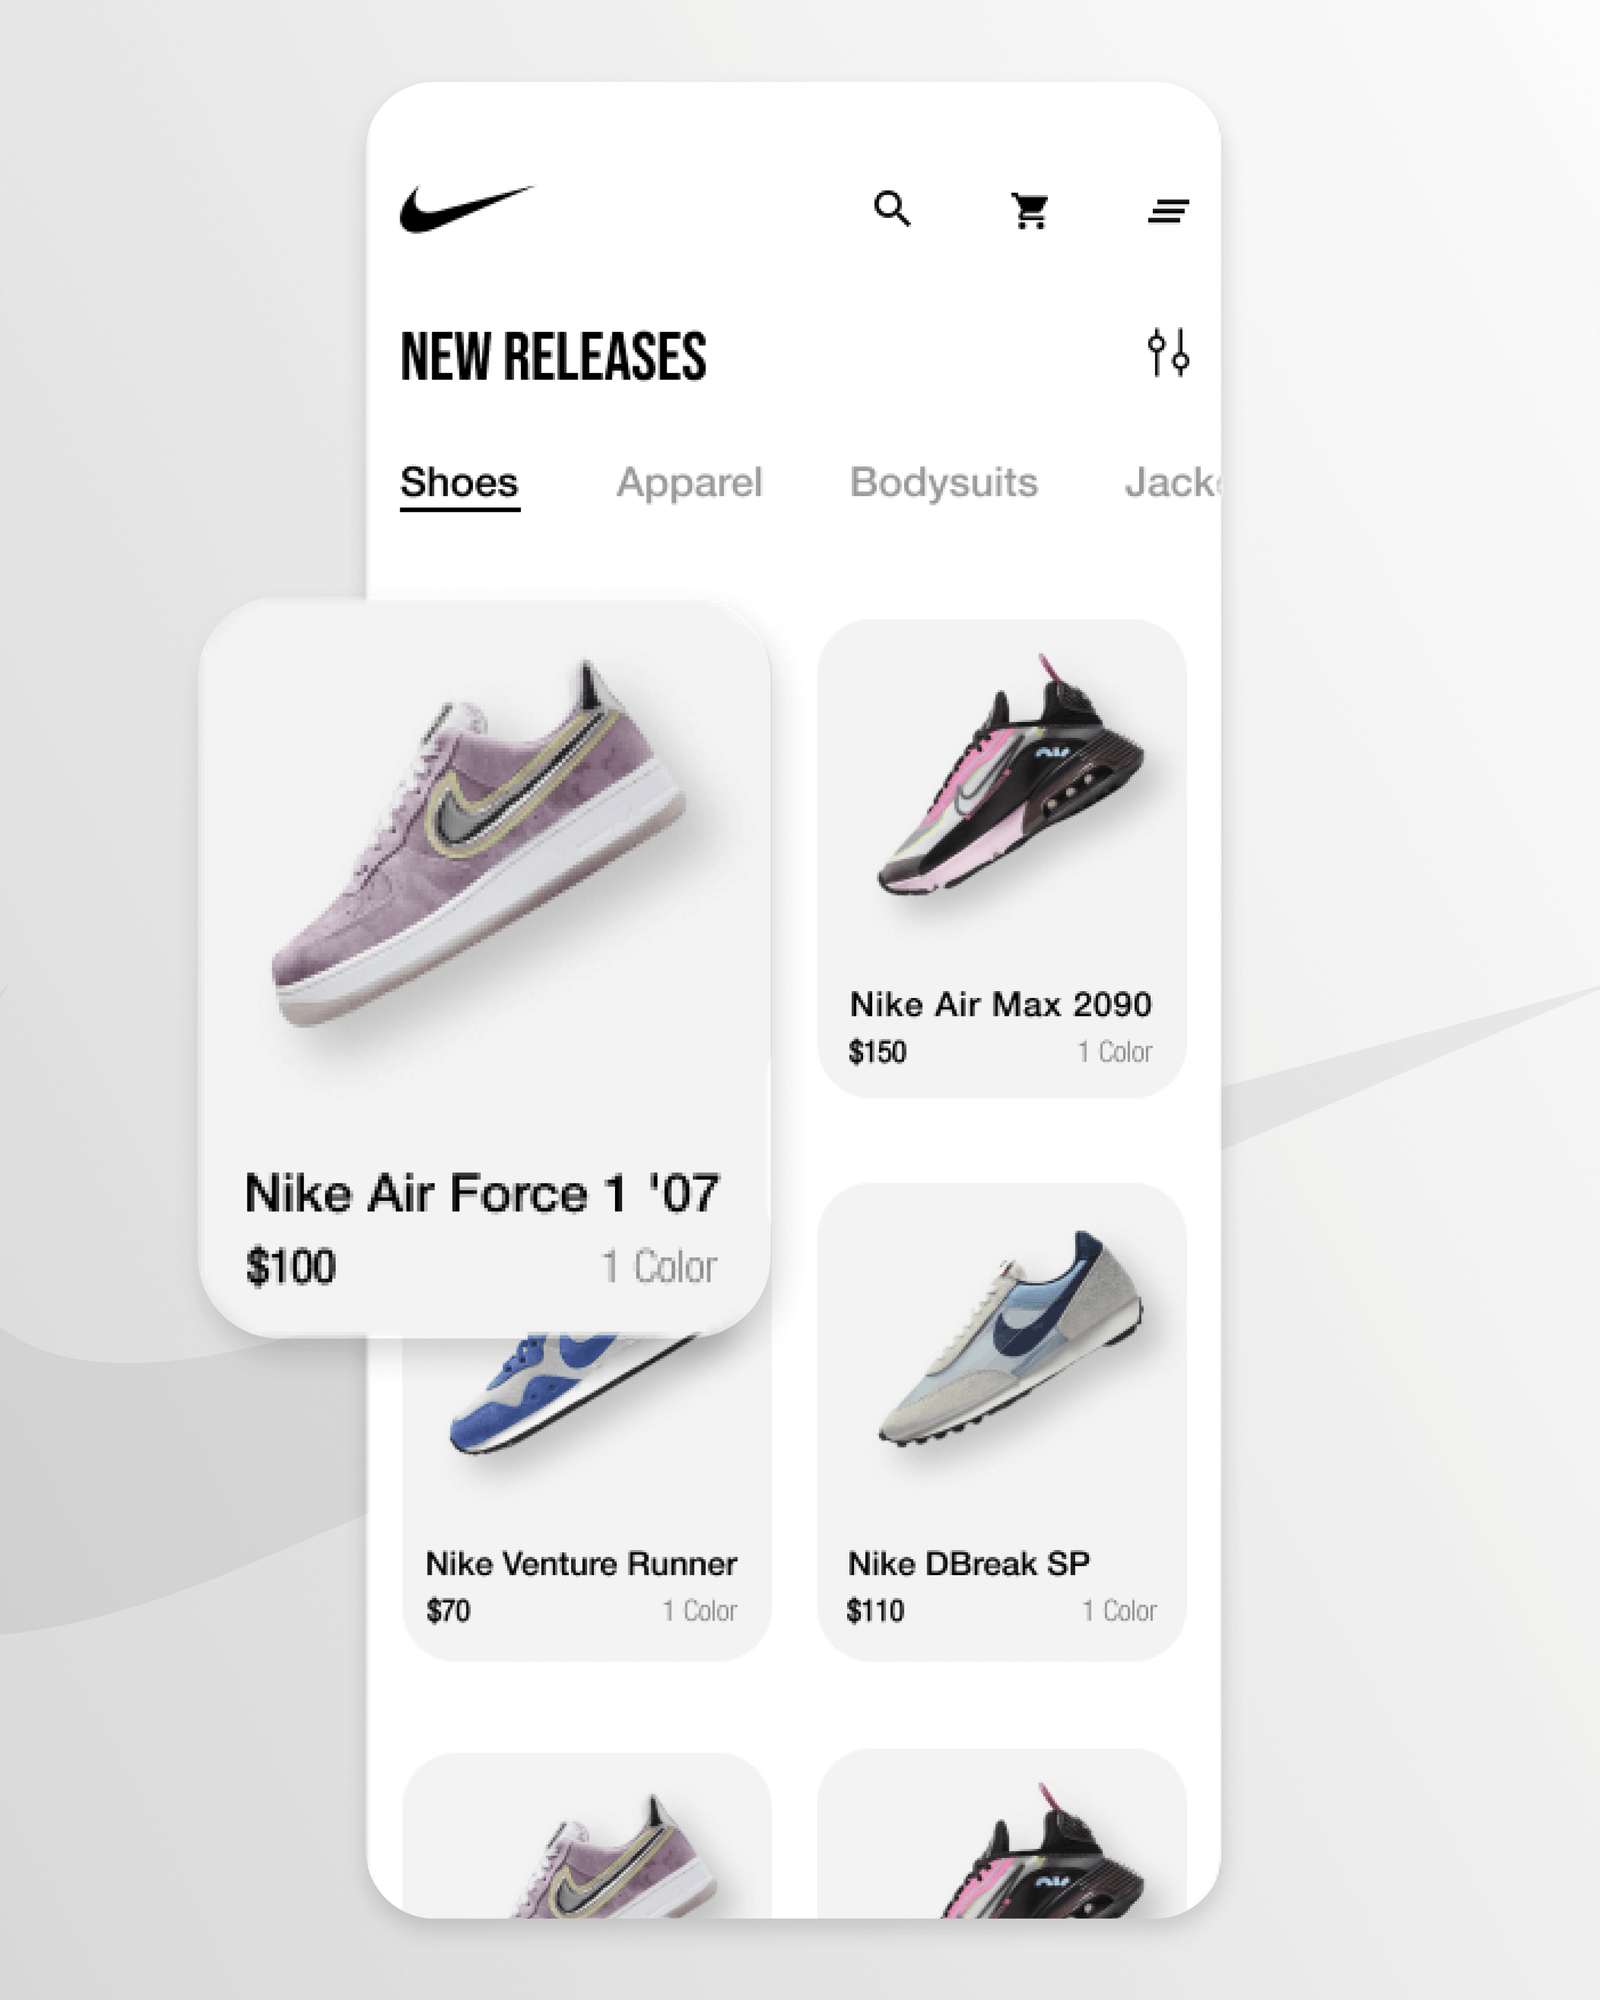 NEW RELEASES
Shoes Apparel Bodysuits Jack
Nike Air Force 1 '07
$100 1 Color
Nike Air Max 2090
$150 1 Color
Nike Venture Runner
$70 1 Color
Nike DBreak SP
$110 1 Color